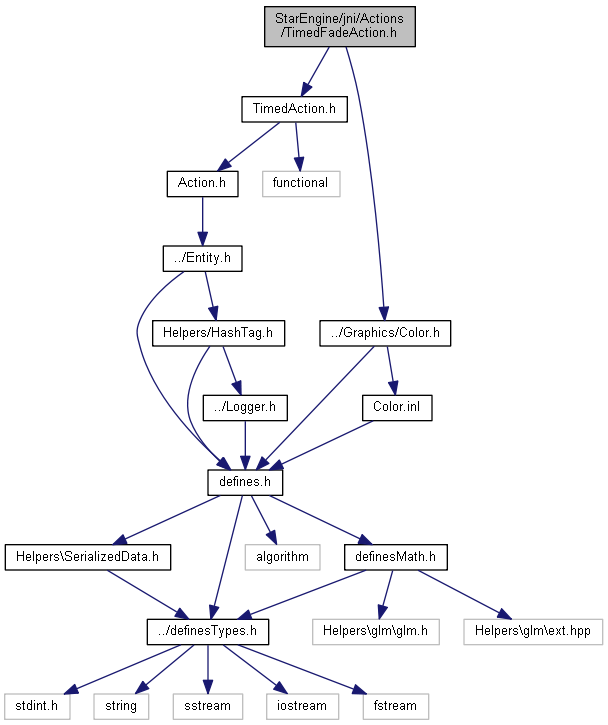 StarEngine/jni/Actions
/TimedFadeAction.h
TimedAction.h
Action.h
functional
../Entity.h
Helpers/HashTag.h
../Graphics/Color.h
../Logger.h
Color.inl
defines.h
Helpers\SerializedData.h
algorithm
definesMath.h
../definesTypes.h
Helpers\glm\glm.h
Helpers\glm\ext.hpp
stdint.h
string
sstream
iostream
fstream